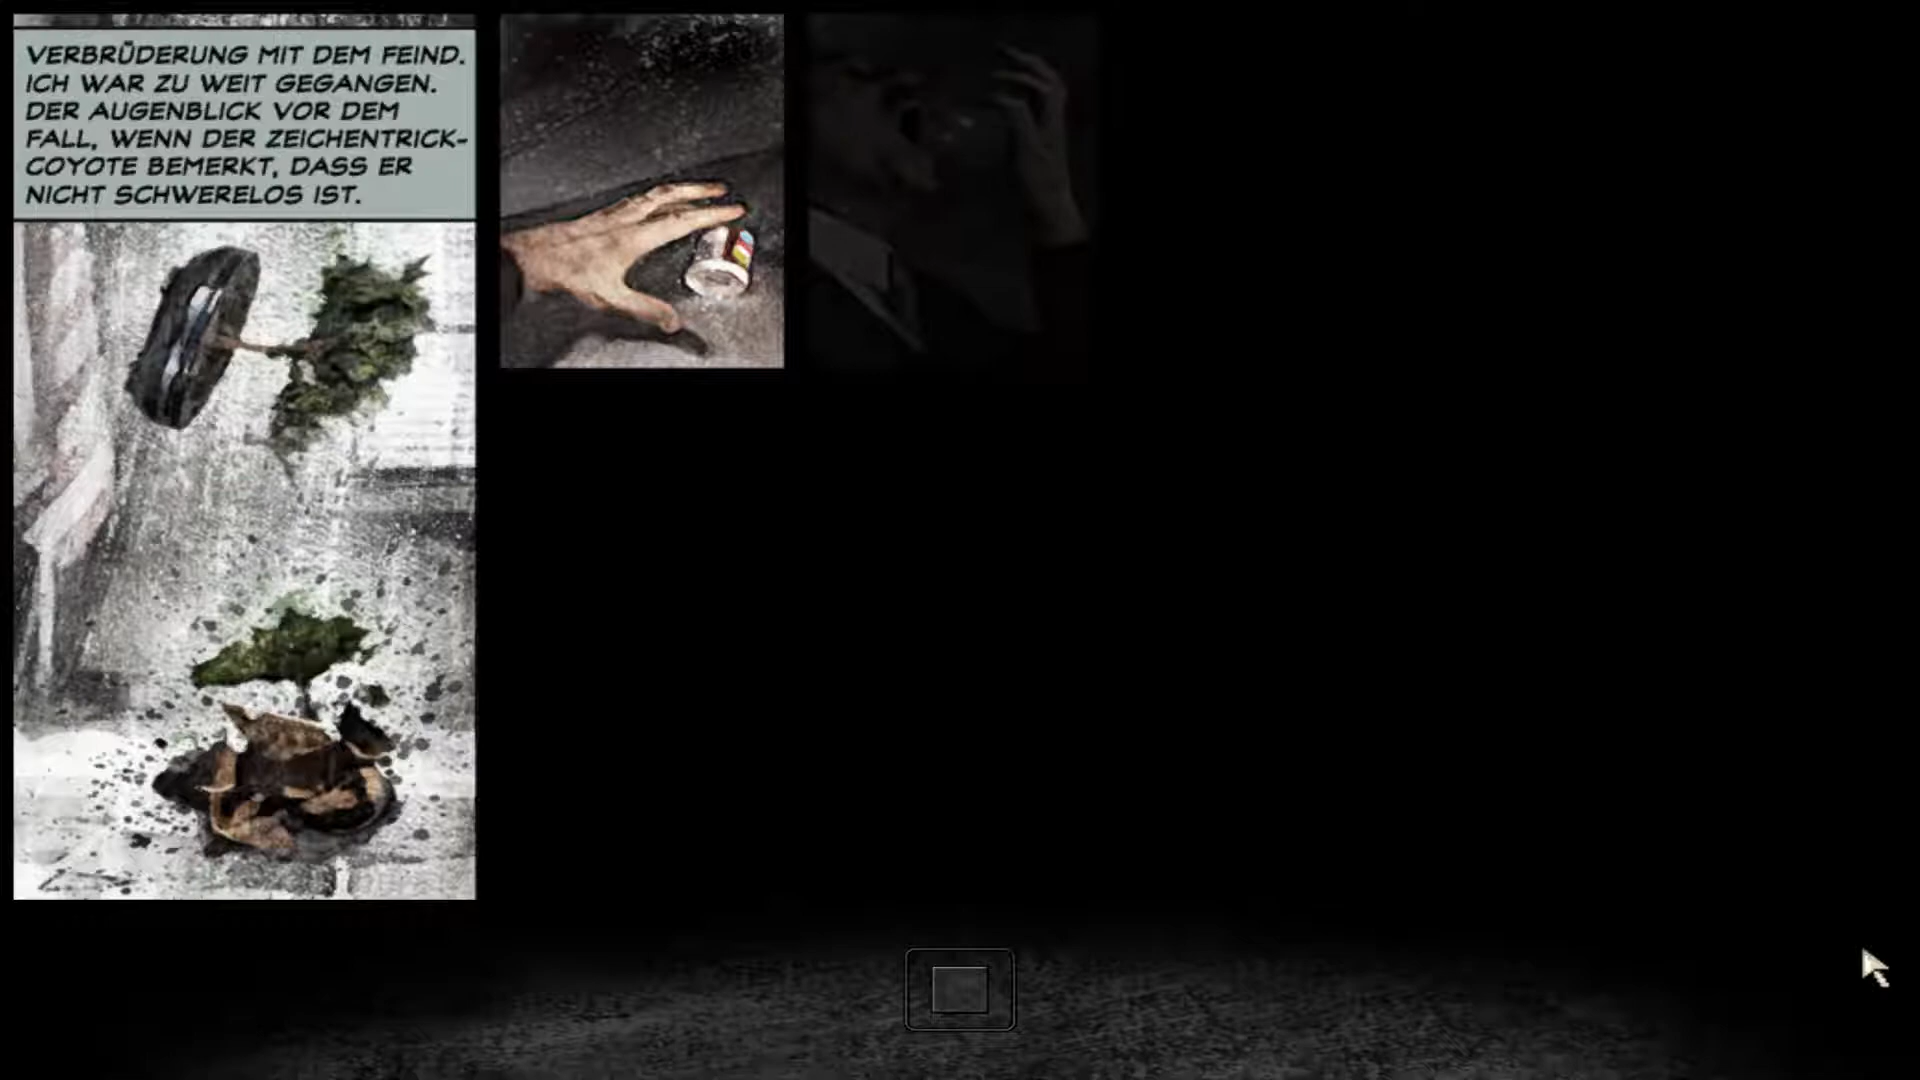 VERBRÜDERUNG MIT DEM FEIND.
ICH WAR ZU WEIT GEGANGEN.
DER AUGENBLICK VOR DEM
FALL, WENN DER ZEICHENTRICK-
COYOTE BEMERKT, DASS ER
NICHT SCHWERELOS IST.